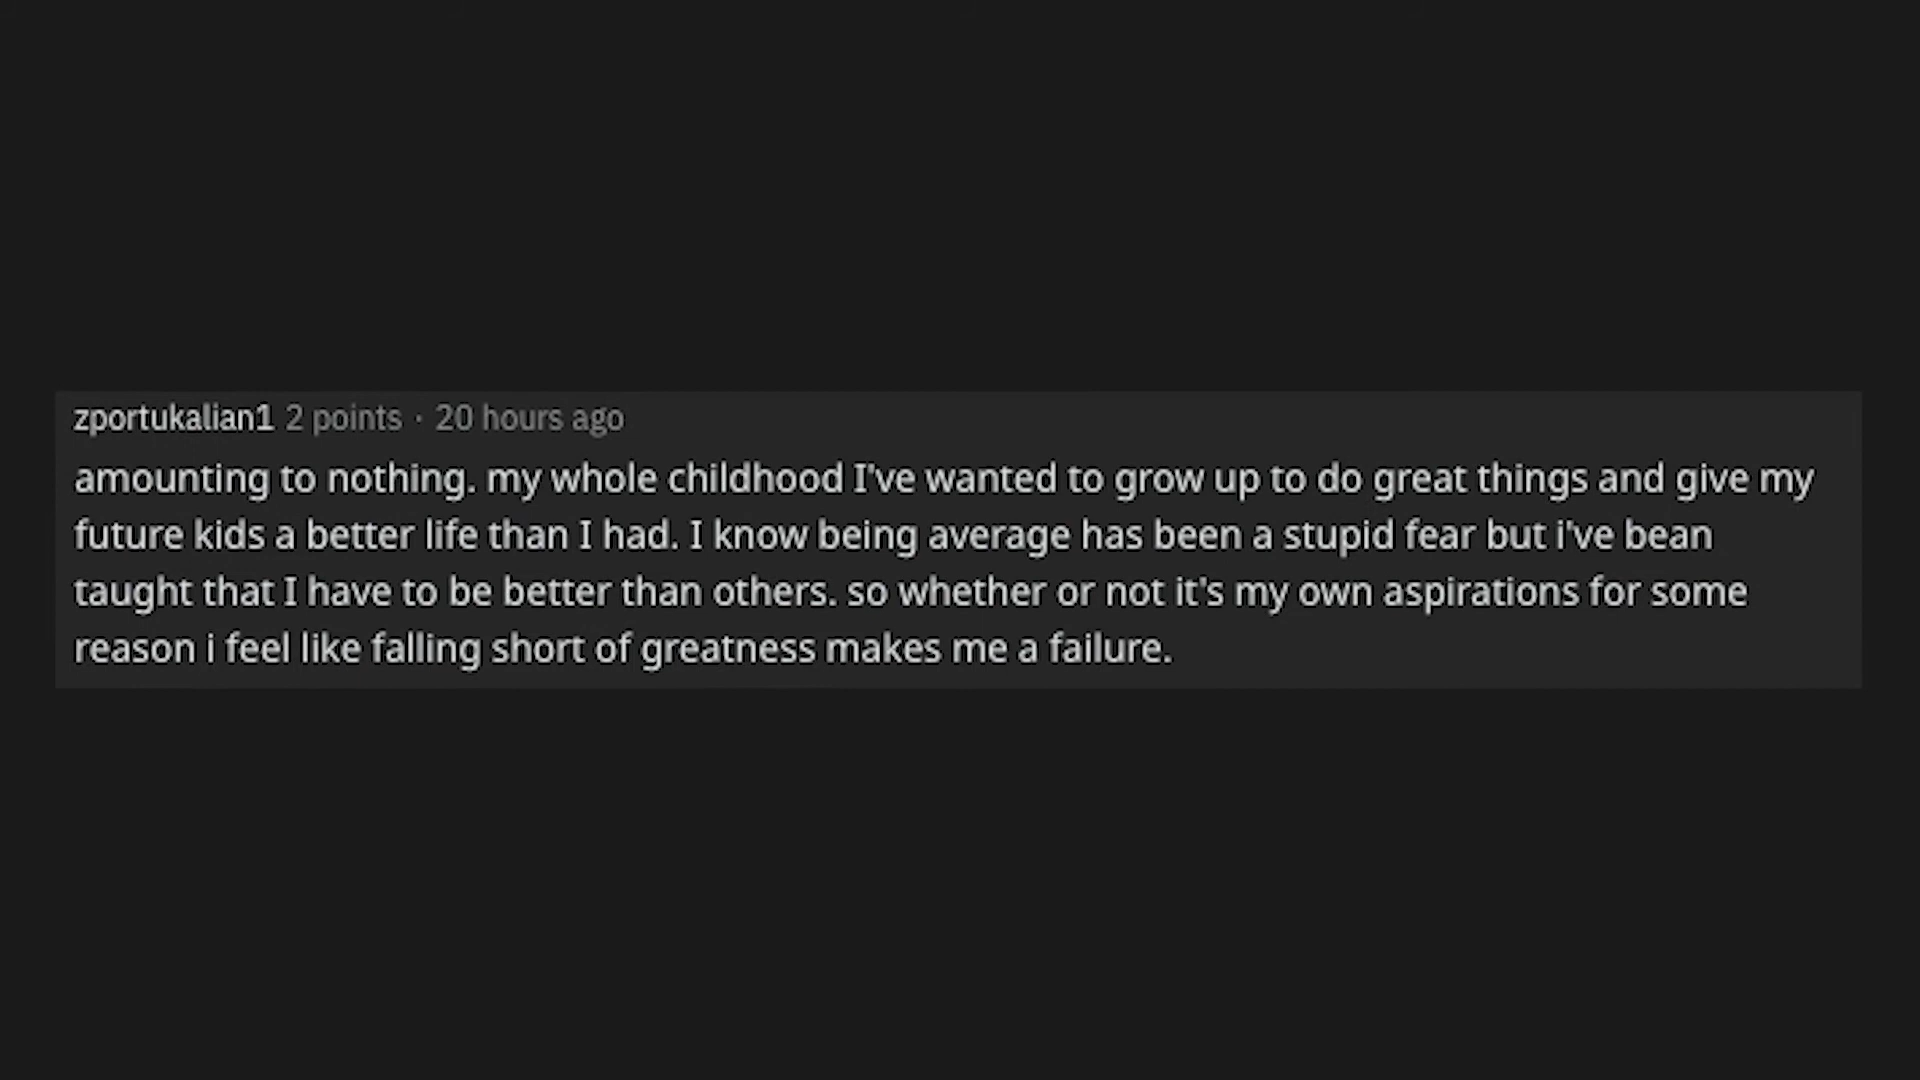 zportukalian1 2 points · 20 hours ago
amounting to nothing. my whole childhood I've wanted to grow up to do great things and give my
future kids a better life than I had. I know being average has been a stupid fear but i've bean
taught that I have to be better than others. so whether or not it's my own aspirations for some
reason i feel like falling short of greatness makes me a failure.